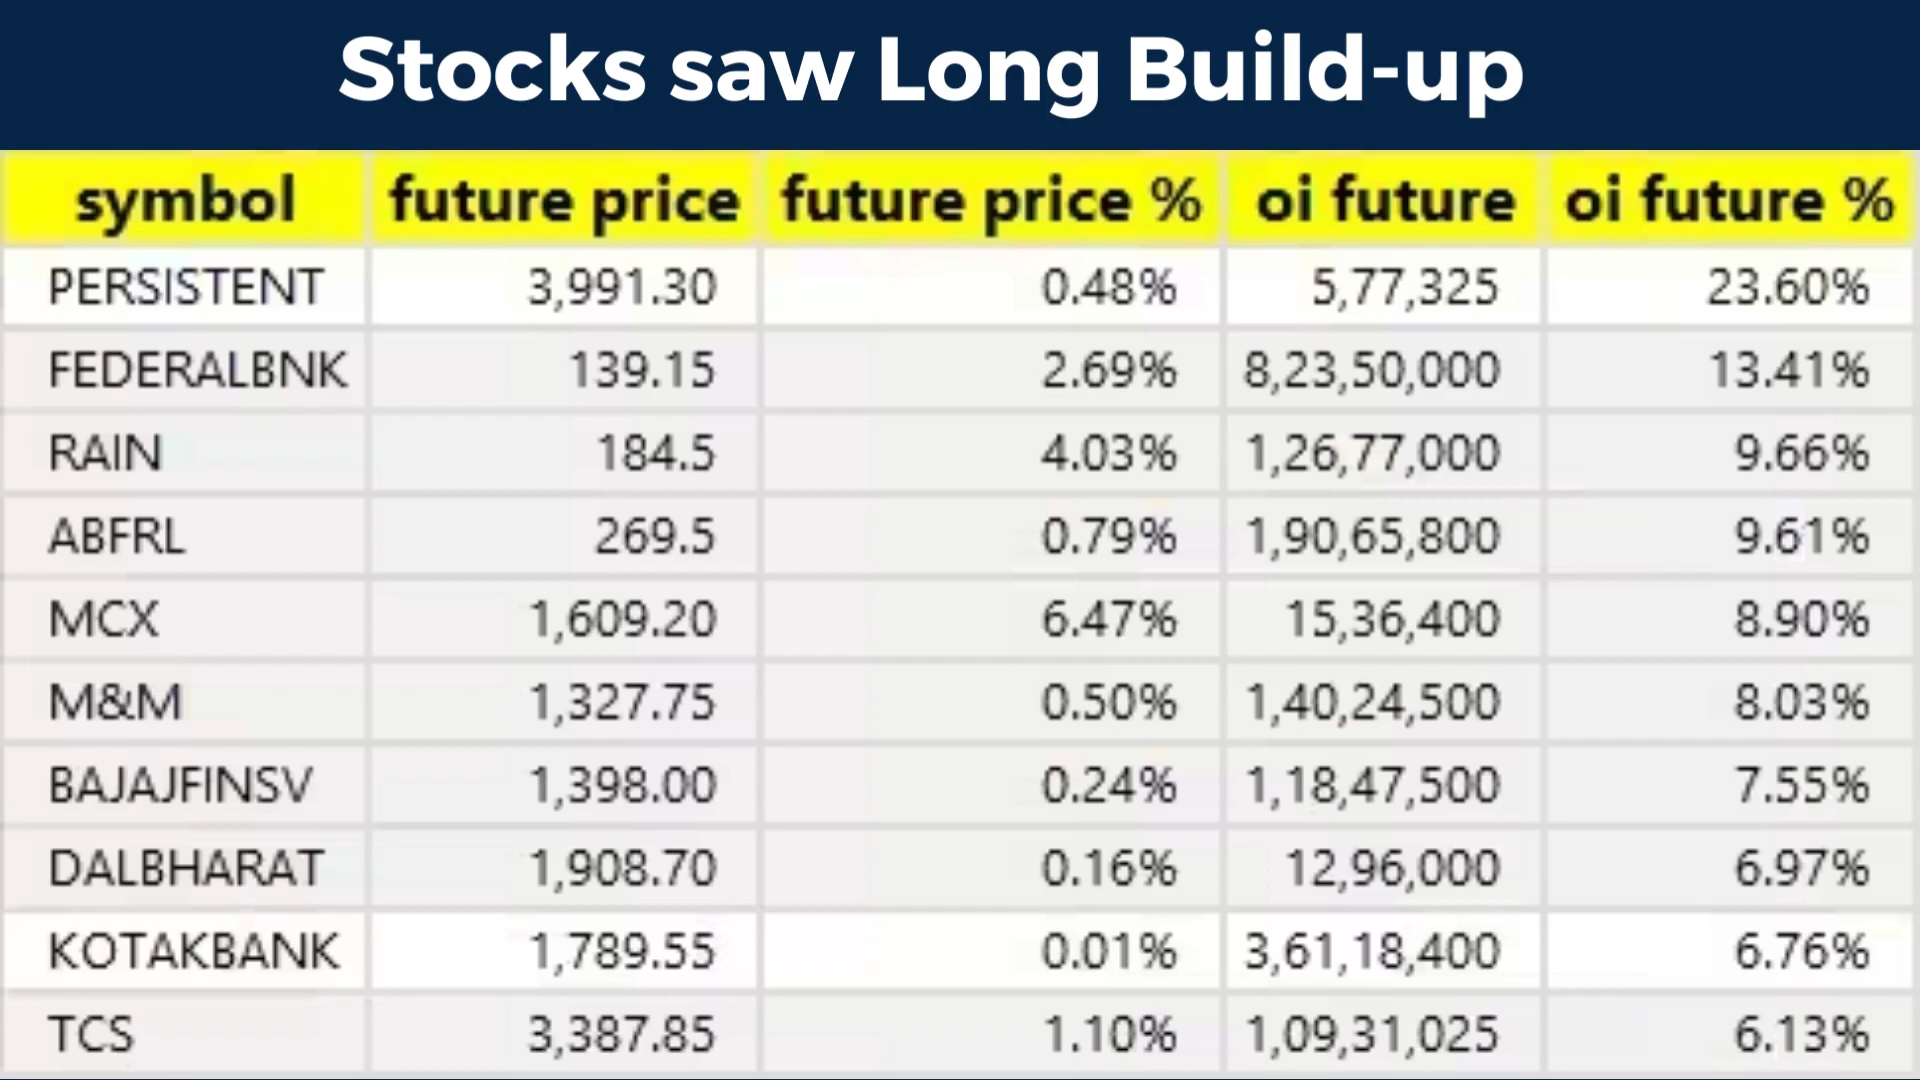 Stocks saw Long Build-up
symbol future price future price % oi future oi future %
PERSISTENT 3,991.30 0.48% 5,77,325 23.60%
FEDERALBNK 139.15 2.69% 8,23,50,000 13.41%
RAIN 184.5 4.03% 1,26,77,000 9.66%
ABFRL 269.5 0.79% 1,90,65,800 9.61%
MCX 1,609.20 6.47% 15,36,400 8.90%
M&M 1,327.75 0.50% 1,40,24,500 8.03%
BAJAJFINSV 1,398.00 0.24% 1,18,47,500 7.55%
DALBHARAT 1,908.70 0.16% 12,96,000 6.97%
KOTAKBANK 1,789.55 0.01% 3,61,18,400 6.76%
TCS 3,387.85 1.10% 1,09,31,025 6.13%